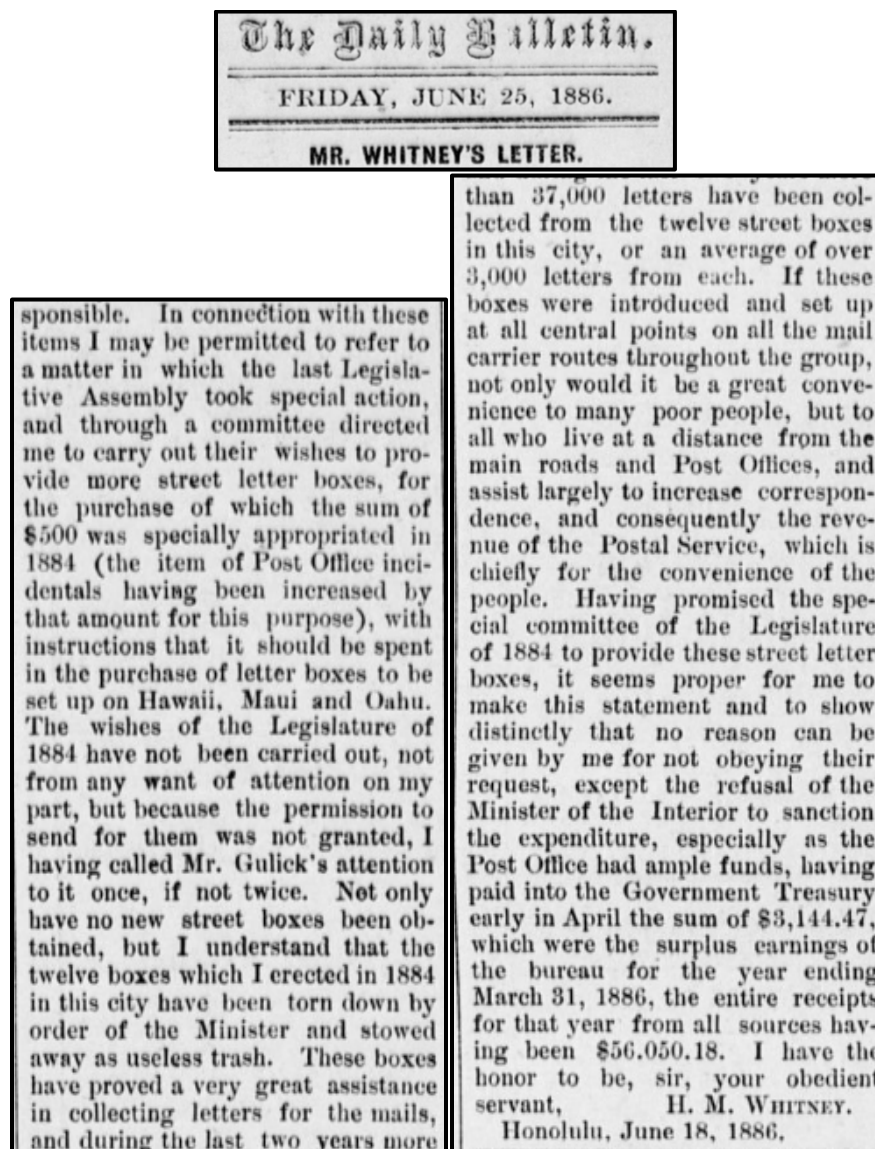 The Daily Bulletin.
FRIDAY, JUNE 25, 1886.
MR. WHITNEY'S LETTER.
sponsible. In connection with these
items I may be permitted to refer to
a matter in which the last Legisla-
tive Assembly took special action,
and through a committee directed
me to carry out their wishes to pro-
vide more street letter boxes, for
the purchase of which the sum of
$500 was specially appropriated in
1884 (the item of Post Office inci-
dentals having been increased by
that amount for this purpose), with
instructions that it should be spent
in the purchase of letter boxes to be
set up on Hawaii, Maui and Oahu.
The wishes of the Legislature of
1884 have not been carried out, not
from any want of attention on my
part, but because the permission to
send for them was not granted, I
having called Mr. Gulick's attention
to it once, if not twice. Not only
have no new street boxes been ob-
tained, but I understand that the
twelve boxes which I erected in 1884
in this city have been torn down by
order of the Minister and stowed
away as useless trash. These boxes
have proved a very great assistance
in collecting letters for the mails,
and during the last two years more
than 37,000 letters have been col-
lected from the twelve street boxes
in this city, or an average of over
3,000 letters from each. If these
boxes were introduced and set up
at all central points on all the mail
carrier routes throughout the group,
not only would it be a great conve-
nience to many poor people, but to
all who live at a distance from the
main roads and Post Offices, and
assist largely to increase correspon-
dence, and consequently the reve-
nue of the Postal Service, which is
chiefly for the convenience of the
people. Having promised the spe-
cial committee of the Legislature
of 1884 to provide these street letter
boxes, it seems proper for me to
make this statement and to show
distinctly that no reason can be
given by me for not obeying their
request, except the refusal of the
Minister of the Interior to sanction
the expenditure, especially as the
Post Office had ample funds, having
paid into the Government Treasury
early in April the sum of $3,144.47,
which were the surplus earnings of
the bureau for the year ending
March 31, 1886, the entire receipts
for that year from all sources hav-
ing been $56.050.18. I have the
honor to be, sir, your obedient
servant, H. M. WHITNEY.
Honolulu, June 18, 1886.